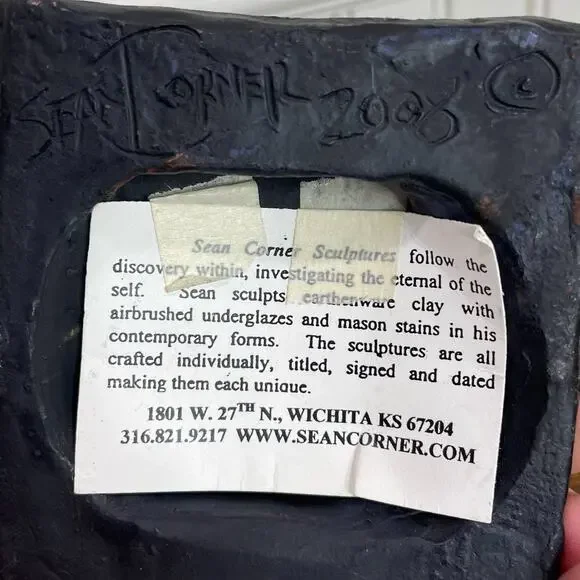 SEAN CORNER 2006 ©
Sean Corner Sculptures follow the
discovery within, investigating the eternal of the
self. Sean sculpts earthenware clay with
airbrushed underglazes and mason stains in his
contemporary forms. The sculptures are all
crafted individually, titled, signed and dated
making them each unique.
1801 W. 27TH N., WICHITA KS 67204
316.821.9217 WWW.SEANCORNER.COM